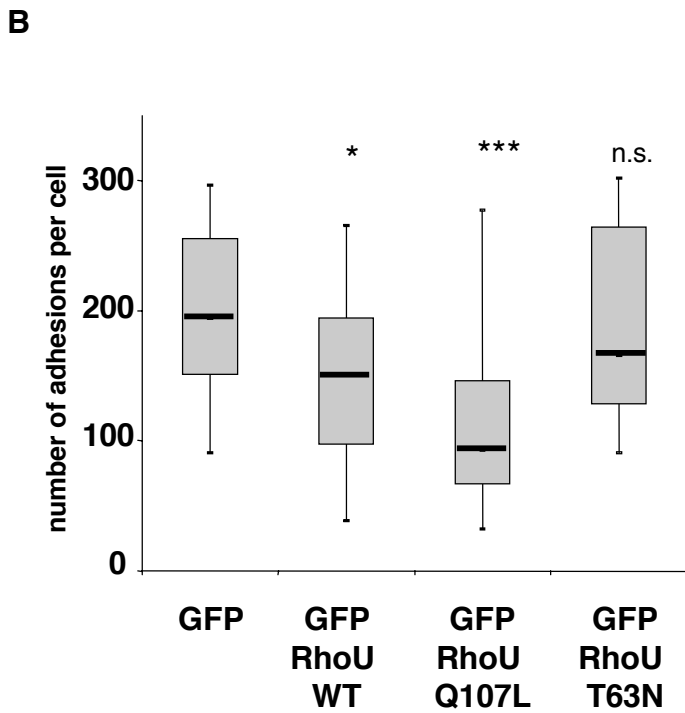 B
number of adhesions per cell
300
200
100
0
* *** n.s.
GFP GFP GFP GFP
RhoU RhoU RhoU
WT Q107L T63N